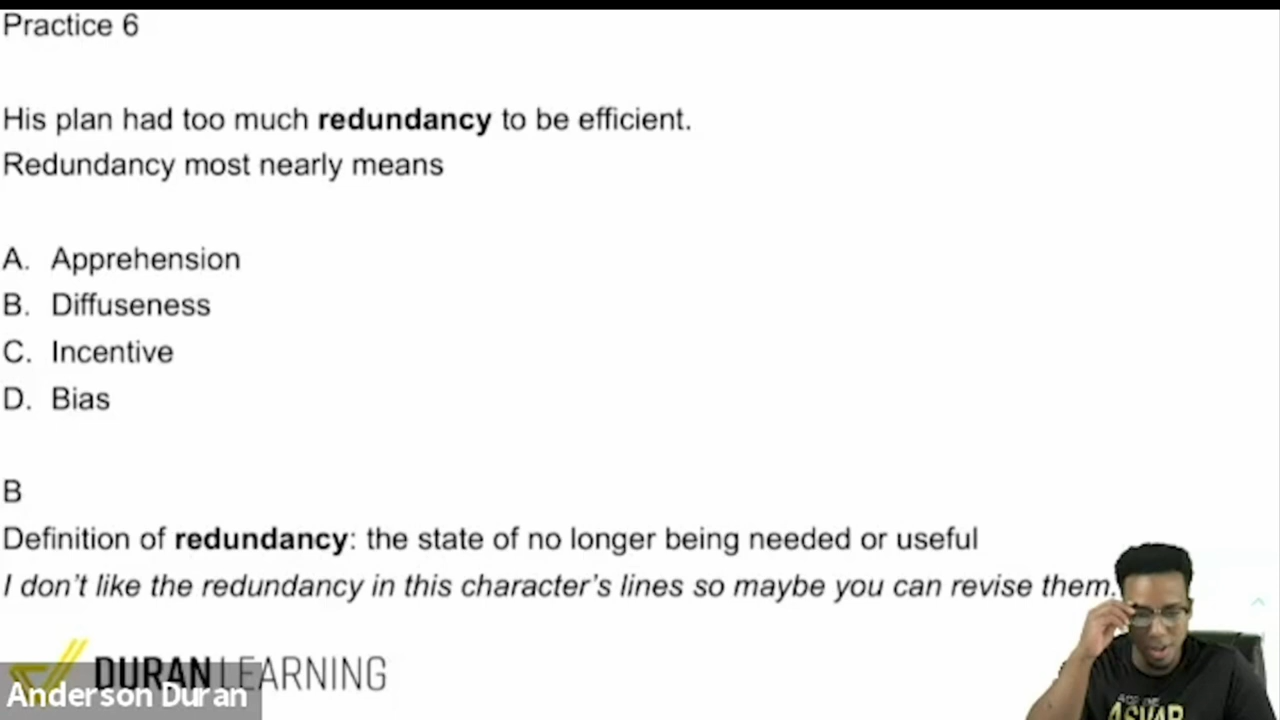 Practice 6
His plan had too much redundancy to be efficient.
Redundancy most nearly means
A. Apprehension
B. Diffuseness
C. Incentive
D. Bias
B
Definition of redundancy: the state of no longer being needed or useful
I don't like the redundancy in this character's lines so maybe you can revise them.
DURAN LEARNING
Anderson Duran
ASVAB